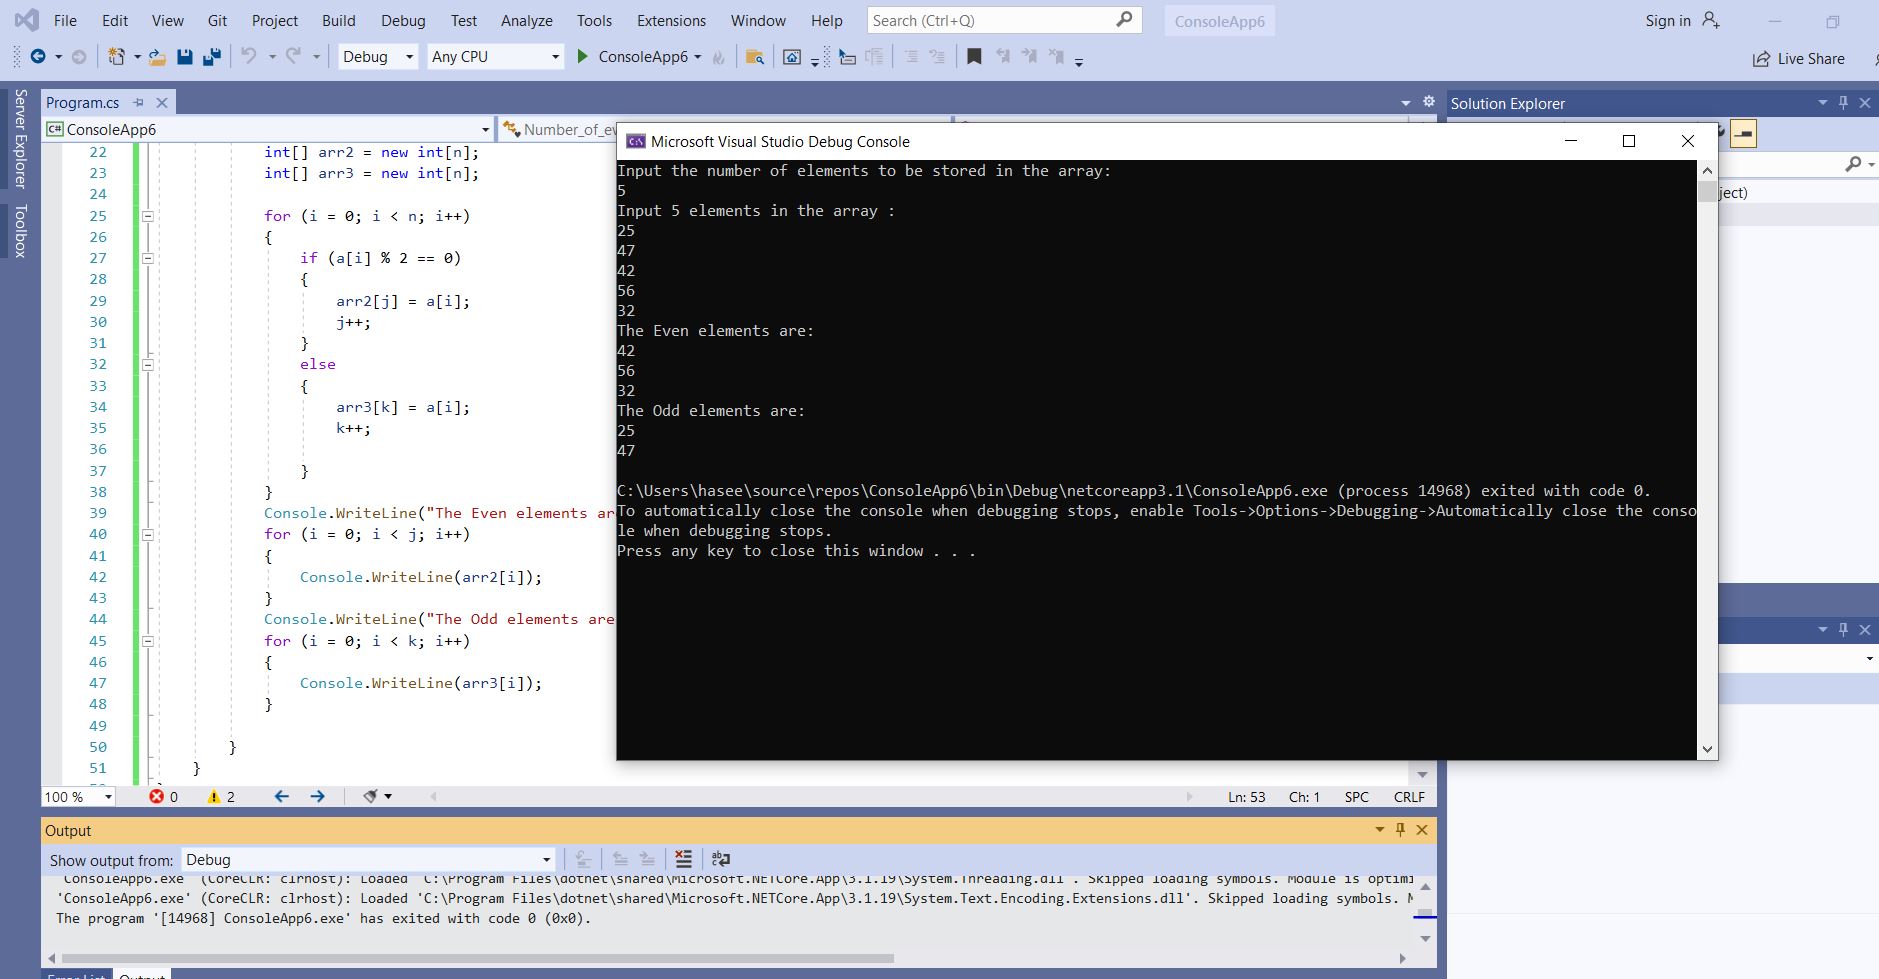 File Edit View Git Project Build Debug Test Analyze Tools Extensions Window Help Search (Ctrl+Q) ConsoleApp6 Sign in
Debug Any CPU ConsoleApp6 Live Share
Server Explorer
Toolbox
Program.cs
ConsoleApp6
22 int[] arr2 = new int[n];
23 int[] arr3 = new int[n];
24
25 for (i = 0; i < n; i++)
26 {
27 if (a[i] % 2 == 0)
28 {
29 arr2[j] = a[i];
30 j++;
31 }
32 else
33 {
34 arr3[k] = a[i];
35 k++;
36
37 }
38 }
39 Console.WriteLine("The Even elements ar
40 for (i = 0; i < j; i++)
41 {
42 Console.WriteLine(arr2[i]);
43 }
44 Console.WriteLine("The Odd elements are
45 for (i = 0; i < k; i++)
46 {
47 Console.WriteLine(arr3[i]);
48 }
49
50 }
51 }
Number_of_ev
Microsoft Visual Studio Debug Console
Input the number of elements to be stored in the array:
5
Input 5 elements in the array :
25
47
42
56
32
The Even elements are:
42
56
32
The Odd elements are:
25
47
C:\Users\hasee\source\repos\ConsoleApp6\bin\Debug\netcoreapp3.1\ConsoleApp6.exe (process 14968) exited with code 0.
To automatically close the console when debugging stops, enable Tools->Options->Debugging->Automatically close the conso
le when debugging stops.
Press any key to close this window . . .
Solution Explorer
ject)
100 % 0 2 Ln: 53 Ch: 1 SPC CRLF
Output
Show output from: Debug
'ConsoleApp6.exe' (CoreCLR: clrhost): Loaded 'C:\Program Files\dotnet\shared\Microsoft.NETCore.App\3.1.19\System.Threading.dll'. Skipped loading symbols. Module is optimi
'ConsoleApp6.exe' (CoreCLR: clrhost): Loaded 'C:\Program Files\dotnet\shared\Microsoft.NETCore.App\3.1.19\System.Text.Encoding.Extensions.dll'. Skipped loading symbols. M
The program '[14968] ConsoleApp6.exe' has exited with code 0 (0x0).
Error List Output